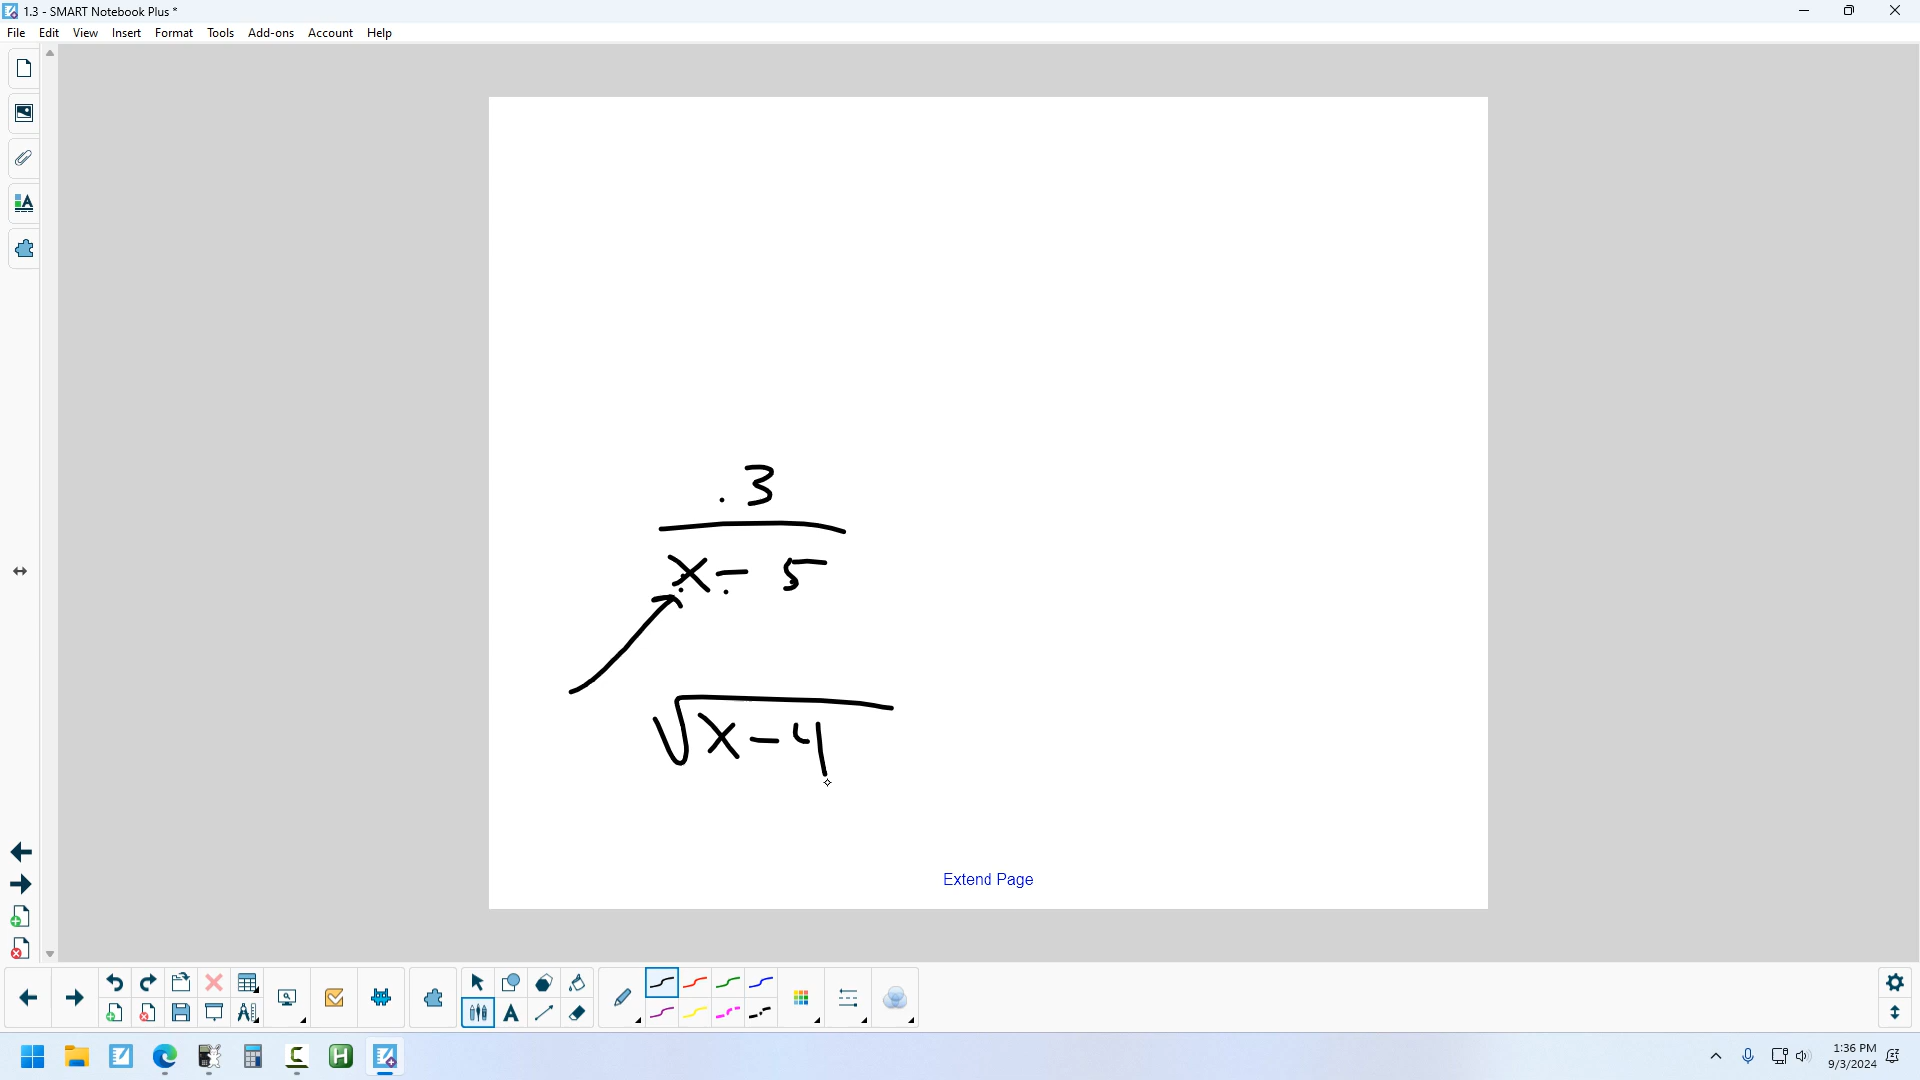 1.3 - SMART Notebook Plus *
File Edit View Insert Format Tools Add-ons Account Help
. 3
x - 5
√x - 4
Extend Page
1:36 PM
9/3/2024